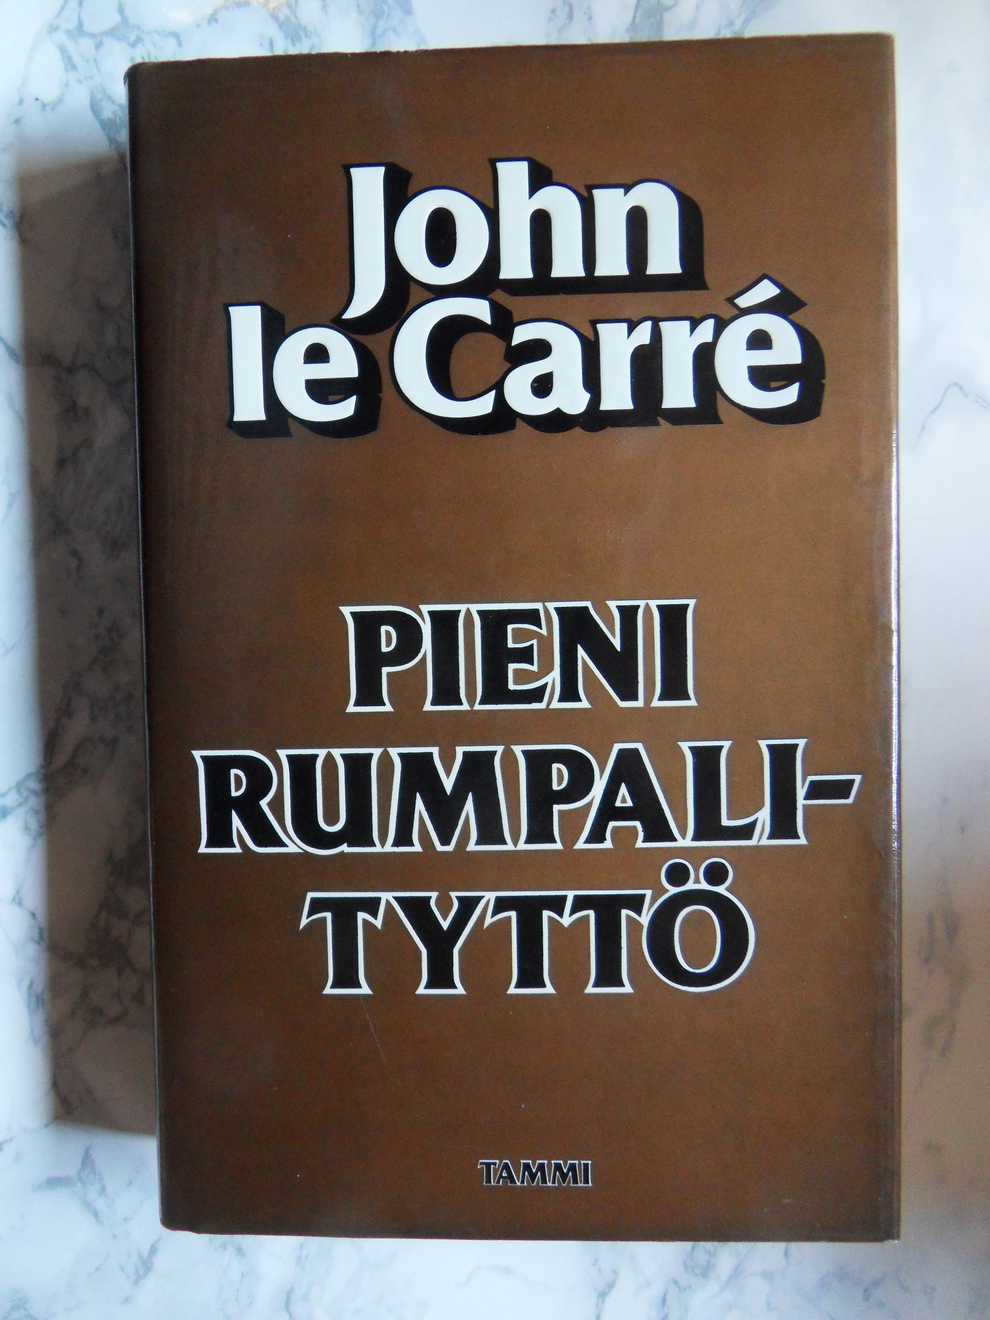 John
le Carré
PIENI
RUMPALI-
TYTTÖ
TAMMI